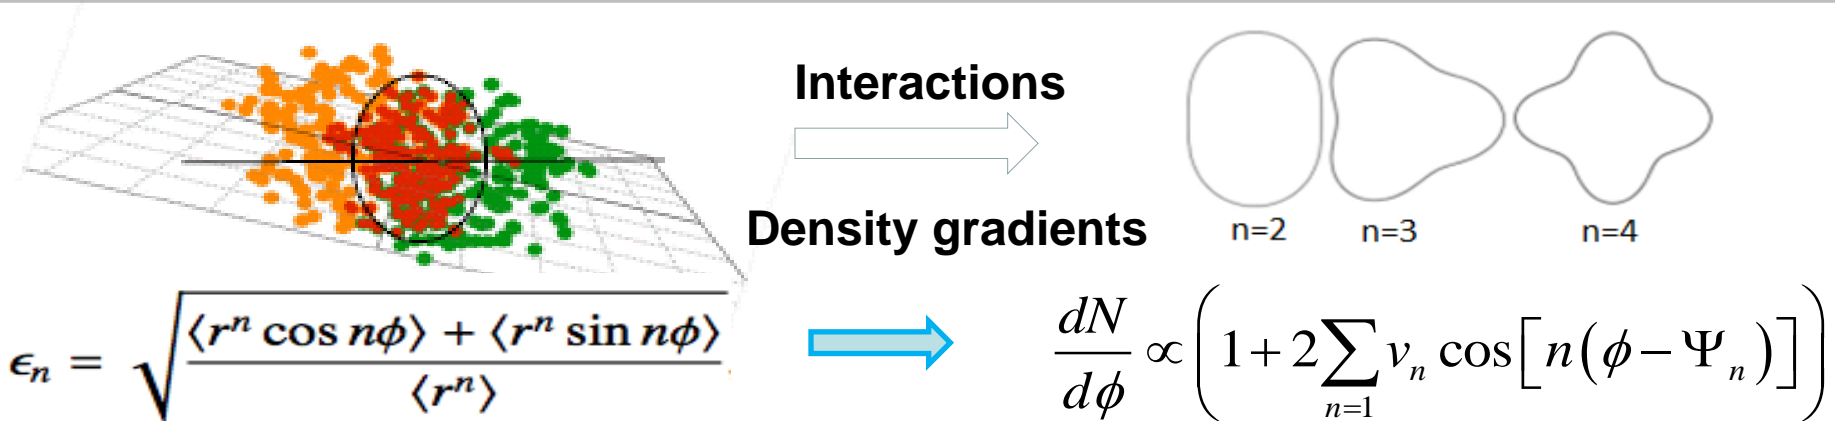 Interactions
Density gradients
n=2 n=3 n=4
ϵₙ = √(⟨rⁿ cos nϕ⟩ + ⟨rⁿ sin nϕ⟩ / ⟨rⁿ⟩)
dN/dϕ ∝ (1+2∑ₙ₌₁ vₙ cos[n(ϕ−Ψₙ)])